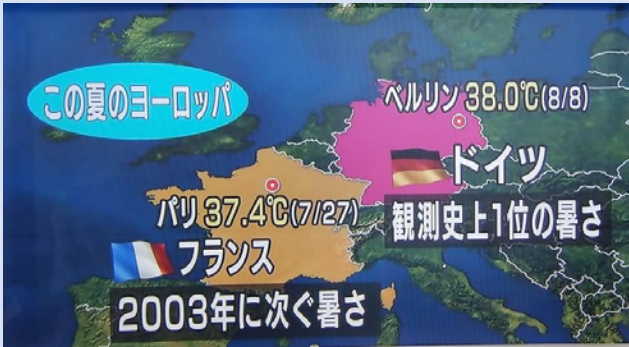 この夏のヨーロッパ
ベルリン 38.0℃(8/8)
ドイツ
観測史上1位の暑さ
パリ 37.4℃(7/27)
フランス
2003年に次ぐ暑さ